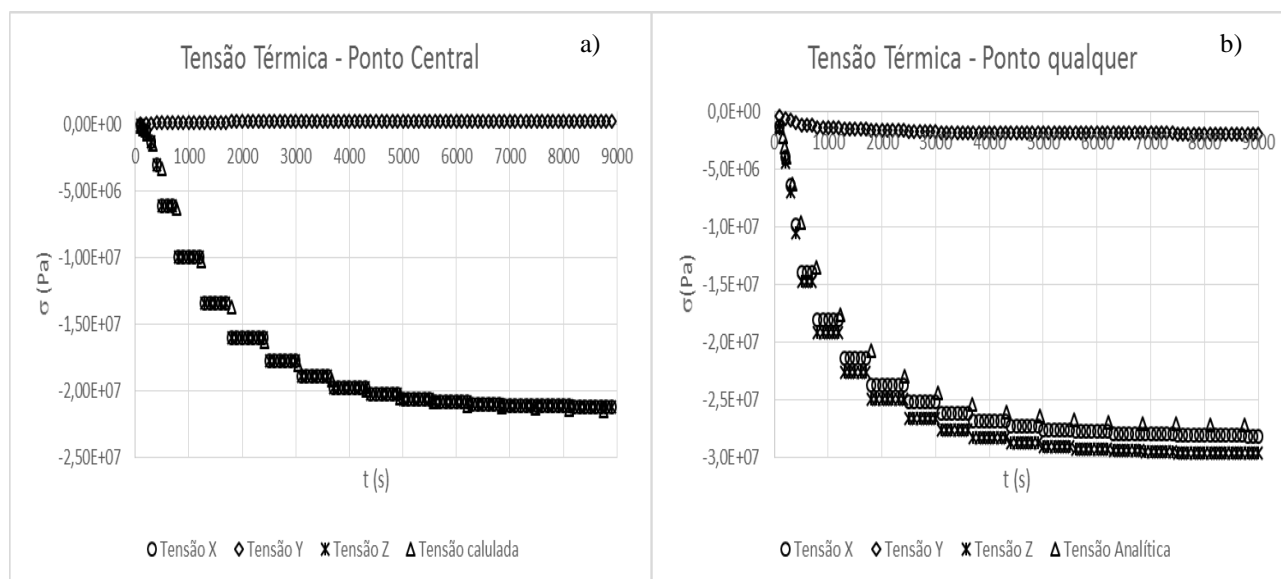 Tensão Térmica - Ponto Central
a)
0,00E+00
0 1000 2000 3000 4000 5000 6000 7000 8000 9000
-5,00E+06
-1,00E+07
-1,50E+07
-2,00E+07
-2,50E+07
σ (Pa)
t (s)
Tensão X Tensão Y Tensão Z Tensão calulada
Tensão Térmica - Ponto qualquer
b)
0,0E+00
0 1000 2000 3000 4000 5000 6000 7000 8000 9000
-5,0E+06
-1,0E+07
-1,5E+07
-2,0E+07
-2,5E+07
-3,0E+07
σ(Pa)
t (s)
Tensão X Tensão Y Tensão Z Tensão Analítica